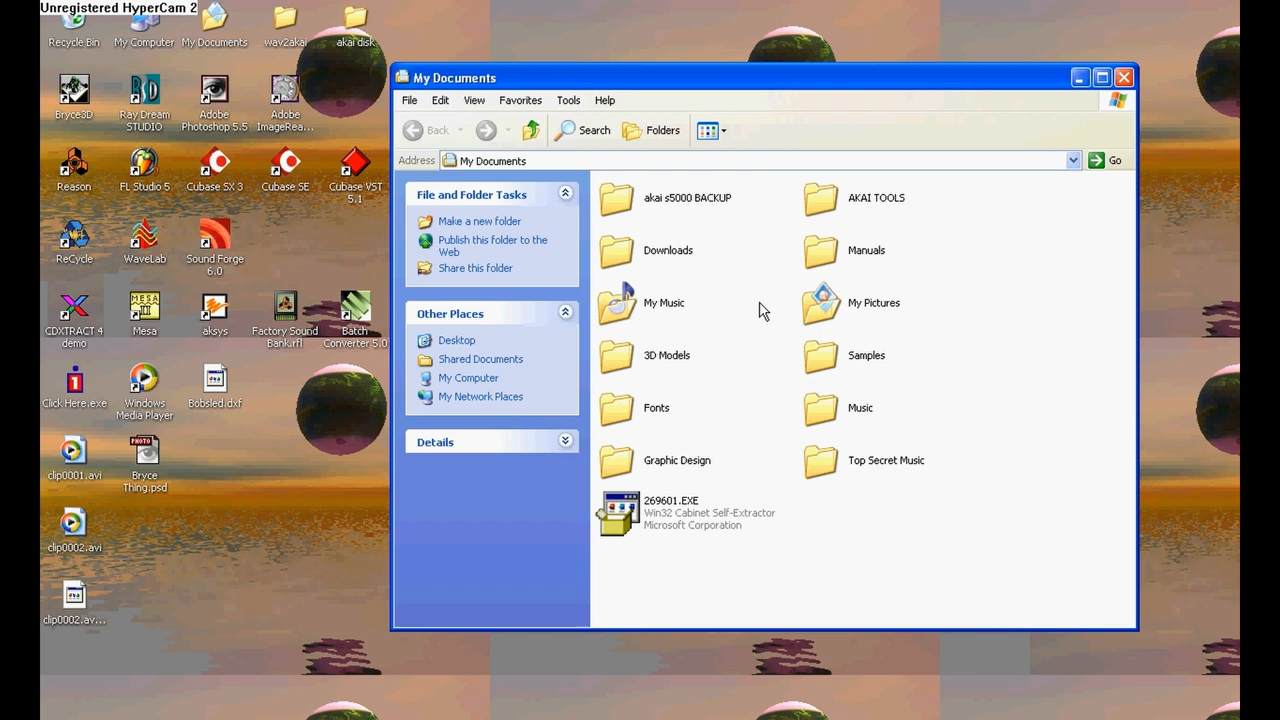 Unregistered HyperCam 2
Recycle Bin
My Computer
My Documents
wav2akai
akai disk
Bryce3D
Ray Dream
STUDIO
Adobe
Photoshop 5.5
Adobe
ImageRea...
Reason
FL Studio 5
Cubase SX 3
Cubase SE
Cubase VST
5.1
ReCycle
WaveLab
Sound Forge
6.0
CDXTRACT 4
demo
MESA
III
Mesa
aksys
Factory Sound
Bank.rfl
Batch
Converter 5.0
Click Here.exe
Windows
Media Player
Bobsled.dxf
clip0001.avi
PHOTO
Bryce
Thing.psd
clip0002.avi
clip0002.av...
My Documents
File
Edit
View
Favorites
Tools
Help
Back
Search
Folders
Address
My Documents
Go
File and Folder Tasks
Make a new folder
Publish this folder to the
Web
Share this folder
Other Places
Desktop
Shared Documents
My Computer
My Network Places
Details
akai s5000 BACKUP
AKAI TOOLS
Downloads
Manuals
My Music
My Pictures
3D Models
Samples
Fonts
Music
Graphic Design
Top Secret Music
269601.EXE
Win32 Cabinet Self-Extractor
Microsoft Corporation